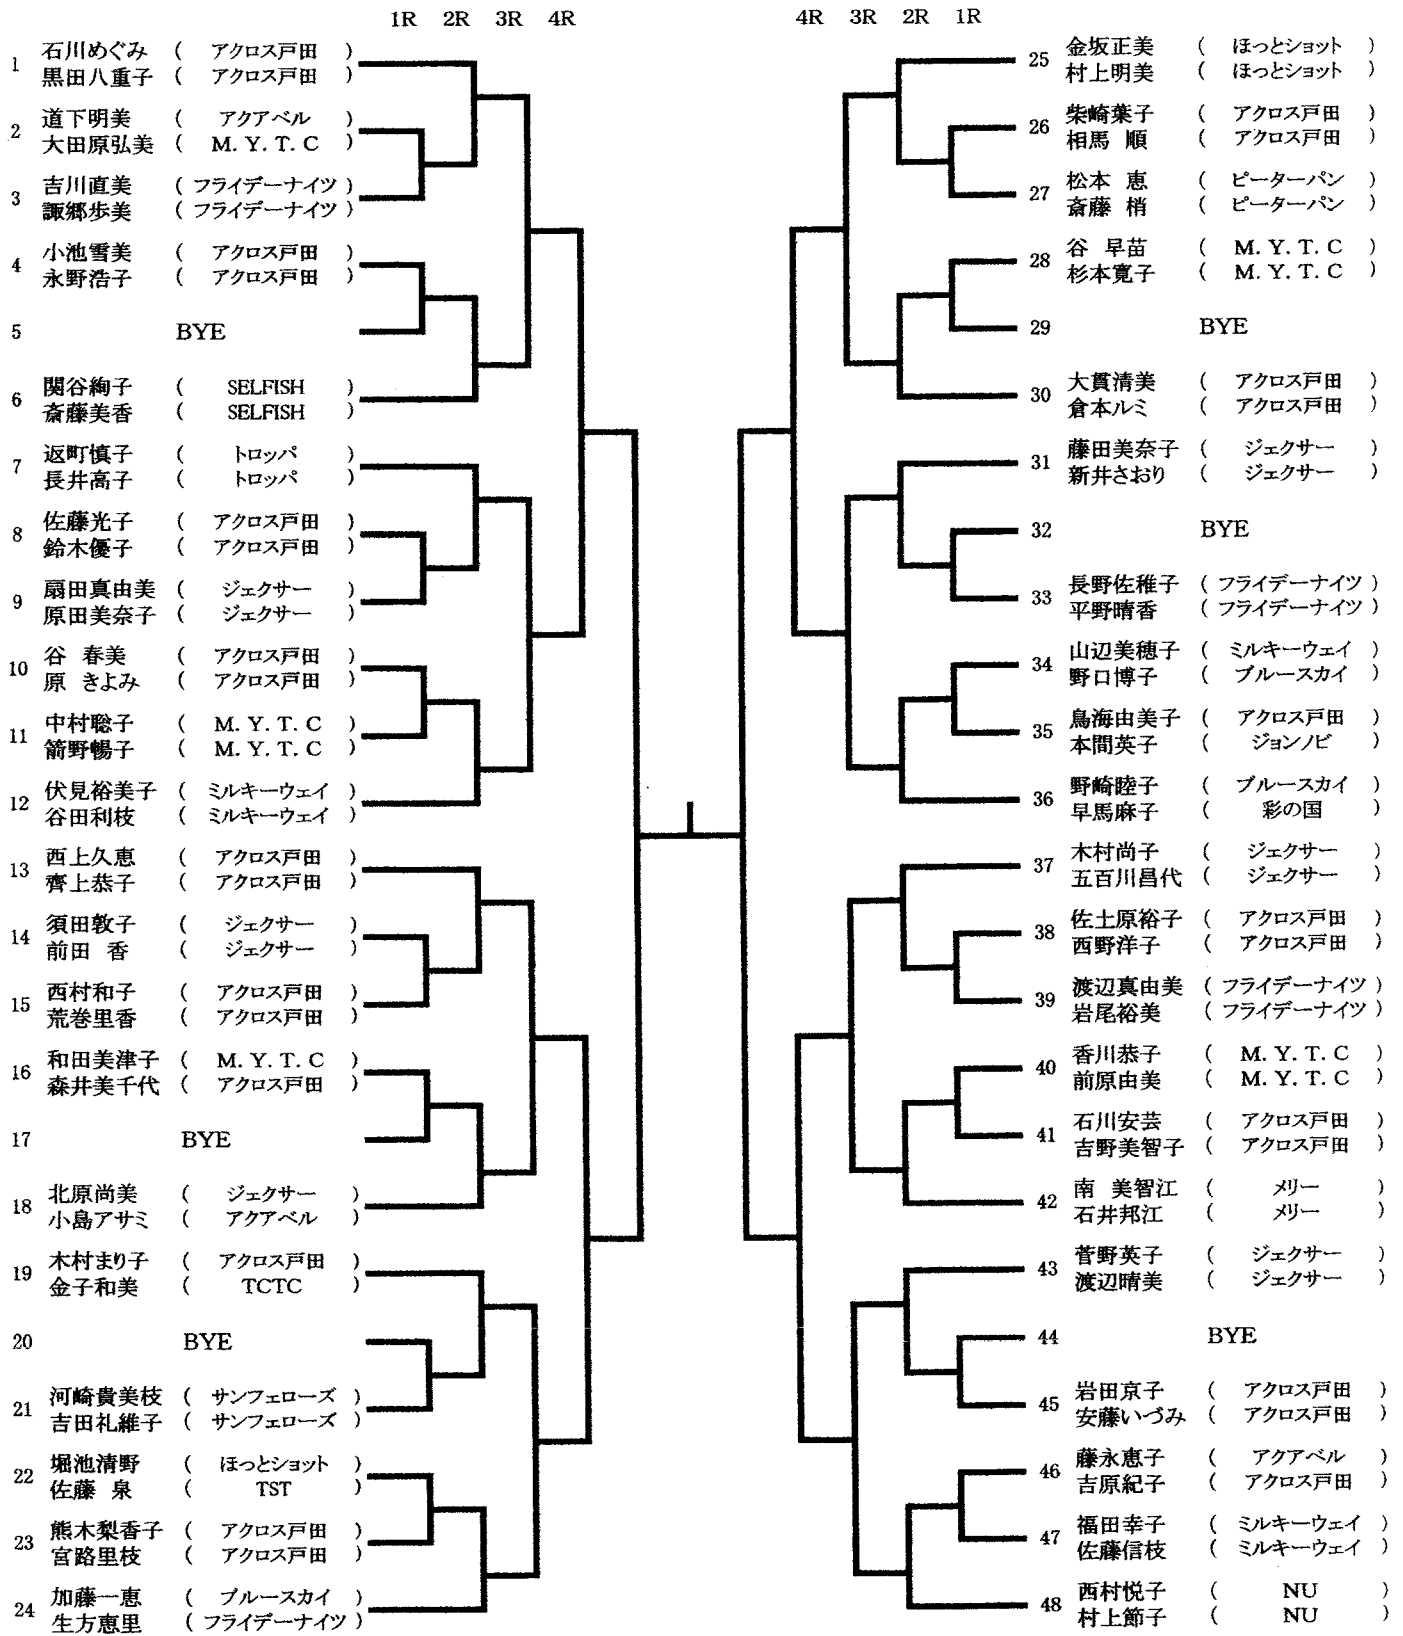 1R 2R 3R 4R
1 石川めぐみ ( アクロス戸田 )
黒田八重子 ( アクロス戸田 )
2 道下明美 ( アクアベル )
大田原弘美 ( M. Y. T. C )
3 吉川直美 ( フライデーナイツ )
諏郷歩美 ( フライデーナイツ )
4 小池雪美 ( アクロス戸田 )
永野浩子 ( アクロス戸田 )
5 BYE
6 関谷絢子 ( SELFISH )
斎藤美香 ( SELFISH )
7 返町慎子 ( トロッパ )
長井高子 ( トロッパ )
8 佐藤光子 ( アクロス戸田 )
鈴木優子 ( アクロス戸田 )
9 扇田真由美 ( ジェクサー )
原田美奈子 ( ジェクサー )
10 谷 春美 ( アクロス戸田 )
原 きよみ ( アクロス戸田 )
11 中村聡子 ( M. Y. T. C )
箭野暢子 ( M. Y. T. C )
12 伏見裕美子 ( ミルキーウェイ )
谷田利枝 ( ミルキーウェイ )
13 西上久恵 ( アクロス戸田 )
齊上恭子 ( アクロス戸田 )
14 須田敦子 ( ジェクサー )
前田 香 ( ジェクサー )
15 西村和子 ( アクロス戸田 )
荒巻里香 ( アクロス戸田 )
16 和田美津子 ( M. Y. T. C )
森井美千代 ( アクロス戸田 )
17 BYE
18 北原尚美 ( ジェクサー )
小島アサミ ( アクアベル )
19 木村まり子 ( アクロス戸田 )
金子和美 ( TCTC )
20 BYE
21 河崎貴美枝 ( サンフェローズ )
吉田礼維子 ( サンフェローズ )
22 堀池清野 ( ほっとショット )
佐藤 泉 ( TST )
23 熊木梨香子 ( アクロス戸田 )
宮路里枝 ( アクロス戸田 )
24 加藤一恵 ( ブルースカイ )
生方恵里 ( フライデーナイツ )
4R 3R 2R 1R
25 金坂正美 ( ほっとショット )
村上明美 ( ほっとショット )
26 柴崎葉子 ( アクロス戸田 )
相馬 順 ( アクロス戸田 )
27 松本 恵 ( ピーターパン )
斎藤 梢 ( ピーターパン )
28 谷 早苗 ( M. Y. T. C )
杉本寛子 ( M. Y. T. C )
29 BYE
30 大貫清美 ( アクロス戸田 )
倉本ルミ ( アクロス戸田 )
31 藤田美奈子 ( ジェクサー )
新井さおり ( ジェクサー )
32 BYE
33 長野佐稚子 ( フライデーナイツ )
平野晴香 ( フライデーナイツ )
34 山辺美穂子 ( ミルキーウェイ )
野口博子 ( ブルースカイ )
35 鳥海由美子 ( アクロス戸田 )
本間英子 ( ジョンノビ )
36 野崎睦子 ( ブルースカイ )
早馬麻子 ( 彩の国 )
37 木村尚子 ( ジェクサー )
五百川昌代 ( ジェクサー )
38 佐土原裕子 ( アクロス戸田 )
西野洋子 ( アクロス戸田 )
39 渡辺真由美 ( フライデーナイツ )
岩尾裕美 ( フライデーナイツ )
40 香川恭子 ( M. Y. T. C )
前原由美 ( M. Y. T. C )
41 石川安芸 ( アクロス戸田 )
吉野美智子 ( アクロス戸田 )
42 南 美智江 ( メリー )
石井邦江 ( メリー )
43 菅野英子 ( ジェクサー )
渡辺晴美 ( ジェクサー )
44 BYE
45 岩田京子 ( アクロス戸田 )
安藤いづみ ( アクロス戸田 )
46 藤永恵子 ( アクアベル )
吉原紀子 ( アクロス戸田 )
47 福田幸子 ( ミルキーウェイ )
佐藤信枝 ( ミルキーウェイ )
48 西村悦子 ( NU )
村上節子 ( NU )